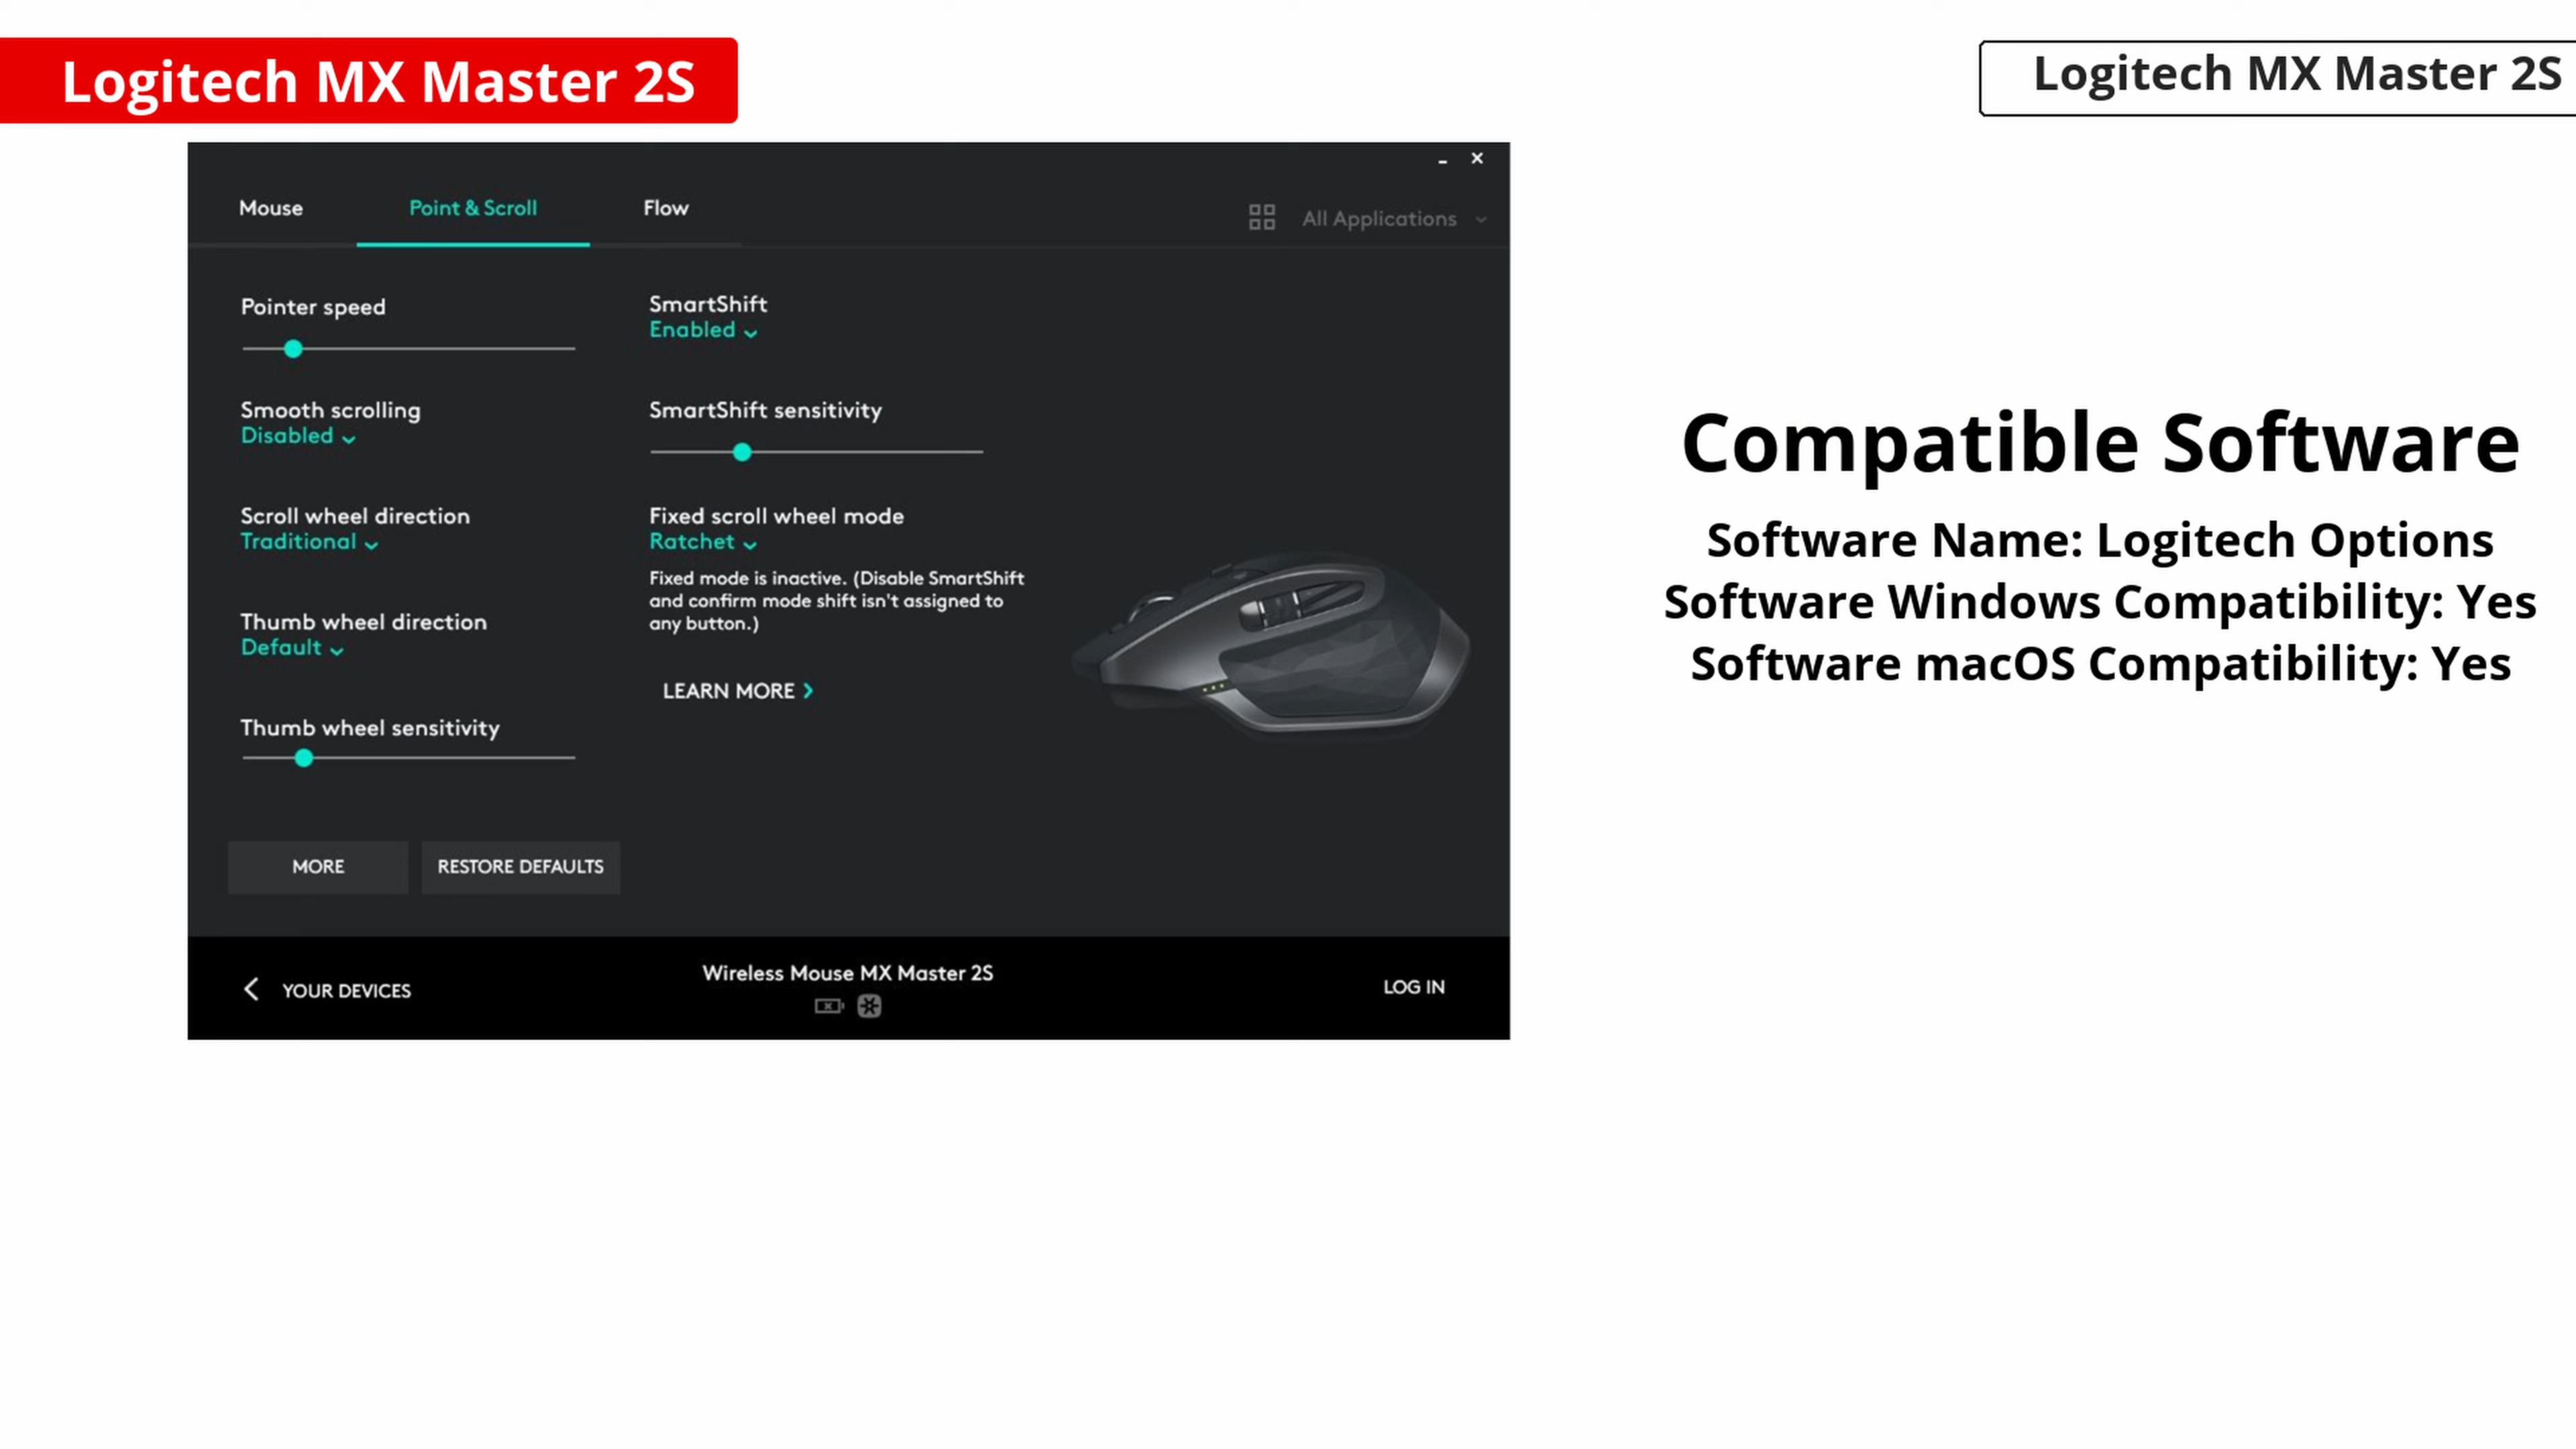 Logitech MX Master 2S
Logitech MX Master 2S
Mouse
Point & Scroll
Flow
All Applications
Pointer speed
Smooth scrolling
Disabled
Scroll wheel direction
Traditional
Thumb wheel direction
Default
Thumb wheel sensitivity
SmartShift
Enabled
SmartShift sensitivity
Fixed scroll wheel mode
Ratchet
Fixed mode is inactive. (Disable SmartShift
and confirm mode shift isn't assigned to
any button.)
LEARN MORE
MORE
RESTORE DEFAULTS
YOUR DEVICES
Wireless Mouse MX Master 2S
LOG IN
Compatible Software
Software Name: Logitech Options
Software Windows Compatibility: Yes
Software macOS Compatibility: Yes